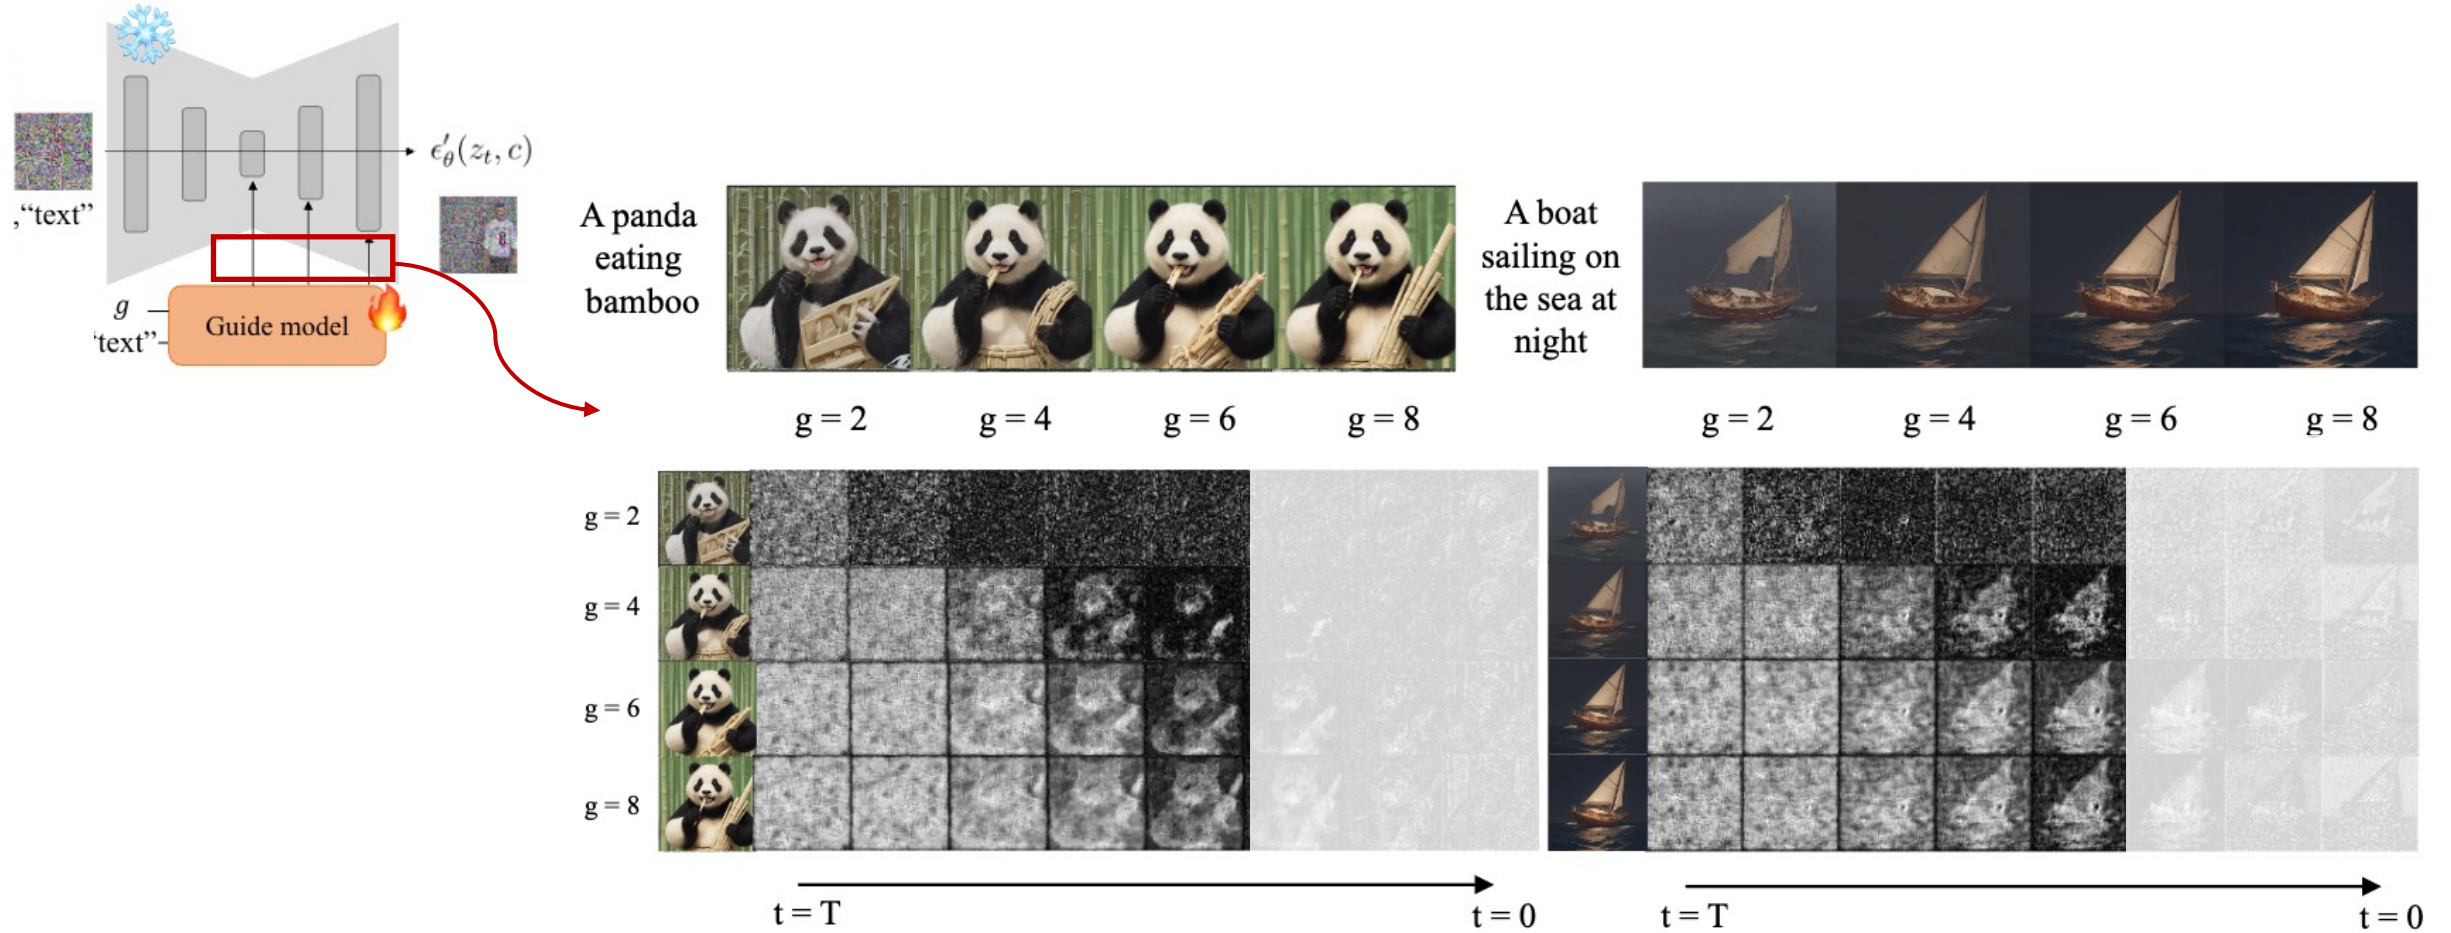 ϵ′θ(zt, c)
,“text”
g
‘text”
Guide model
A panda
eating
bamboo
g = 2
g = 4
g = 6
g = 8
A boat
sailing on
the sea at
night
g = 2
g = 4
g = 6
g = 8
g = 2
g = 4
g = 6
g = 8
t = T
t = 0
t = T
t = 0